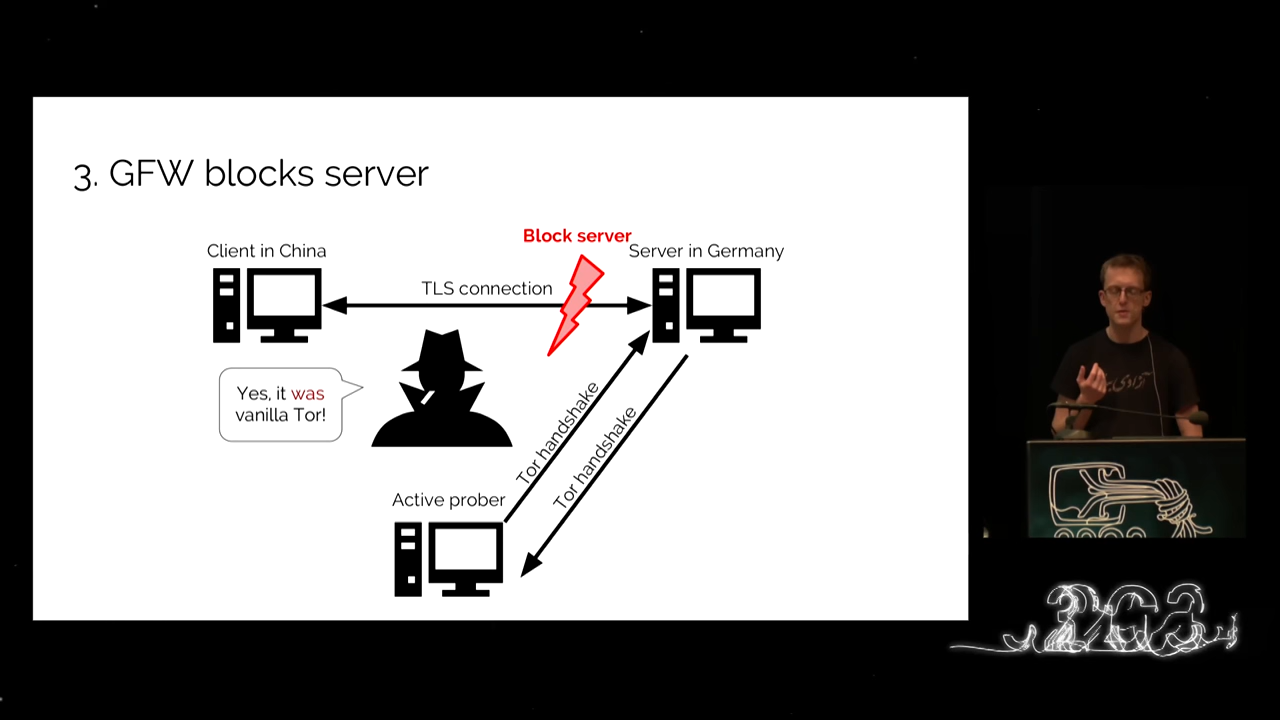 3. GFW blocks server
Block server
Client in China
Server in Germany
TLS connection
Yes, it was
vanilla Tor!
Tor handshake
Tor handshake
Active prober
32C3